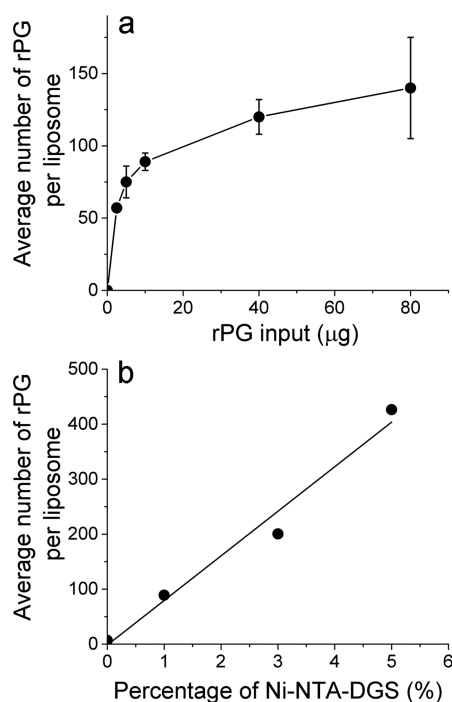 a
Average number of rPG
per liposome
150
100
50
0
0 20 40 60 80
rPG input (μg)
b
Average number of rPG
per liposome
500
400
300
200
100
0
0 1 2 3 4 5 6
Percentage of Ni-NTA-DGS (%)